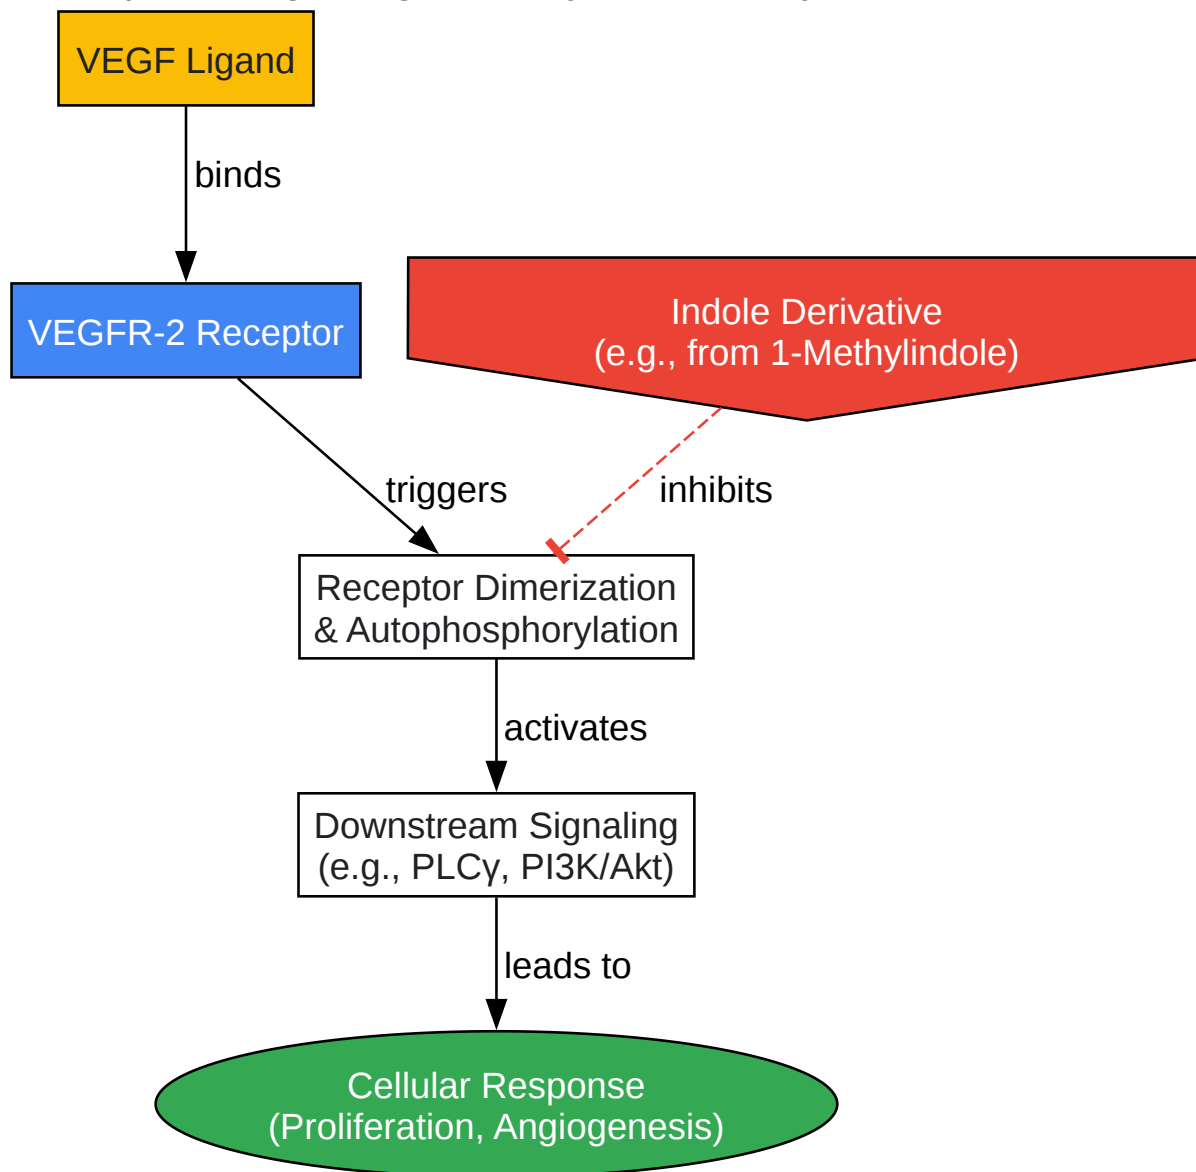 VEGF Ligand
binds
VEGFR-2 Receptor
Indole Derivative
(e.g., from 1-Methylindole)
triggers
inhibits
Receptor Dimerization
& Autophosphorylation
activates
Downstream Signaling
(e.g., PLCγ, PI3K/Akt)
leads to
Cellular Response
(Proliferation, Angiogenesis)